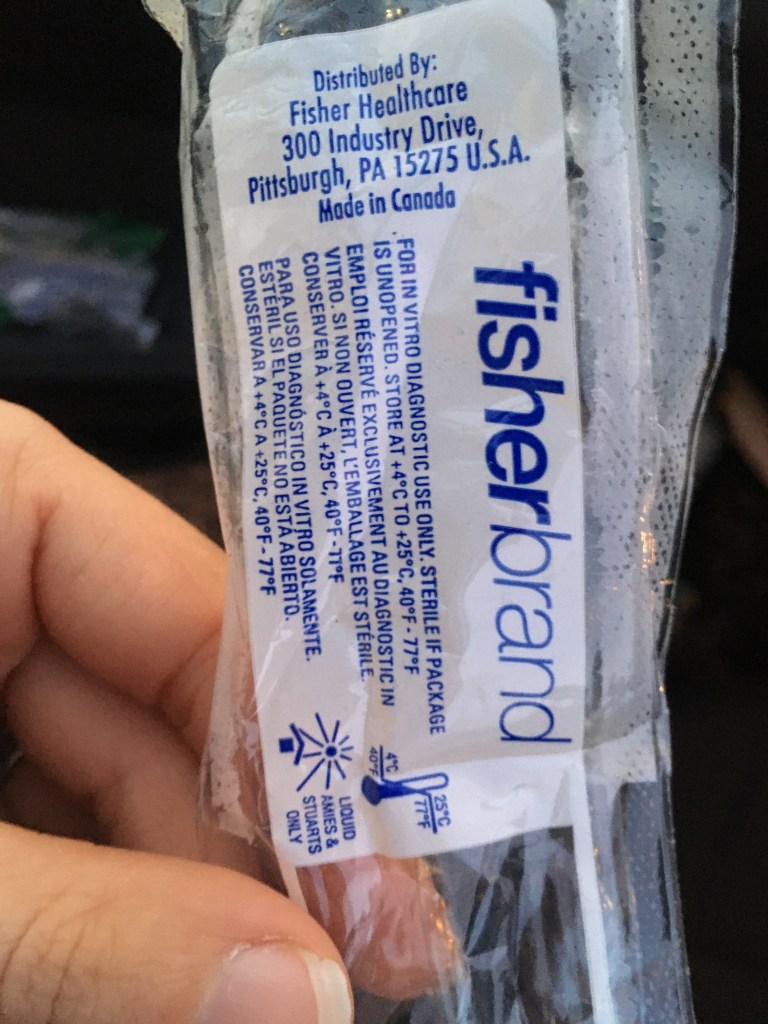 Distributed By:
Fisher Healthcare
300 Industry Drive,
Pittsburgh, PA 15275 U.S.A.
Made in Canada
fisherbrand
FOR IN VITRO DIAGNOSTIC USE ONLY. STERILE IF PACKAGE
IS UNOPENED. STORE AT +4°C TO +25°C, 40°F - 77°F
EMPLOI RÉSERVÉ EXCLUSIVEMENT AU DIAGNOSTIC IN
VITRO. SI NON OUVERT, L'EMBALLAGE EST STÉRILE.
CONSERVER À +4°C À +25°C, 40°F - 77°F
PARA USO DIAGNÓSTICO IN VITRO SOLAMENTE.
ESTÉRIL SI EL PAQUETE NO ESTÁ ABIERTO.
CONSERVAR A +4°C A +25°C, 40°F - 77°F
25°C
77°F
4°C
40°F
LIQUID
AMIES &
STUARTS
ONLY